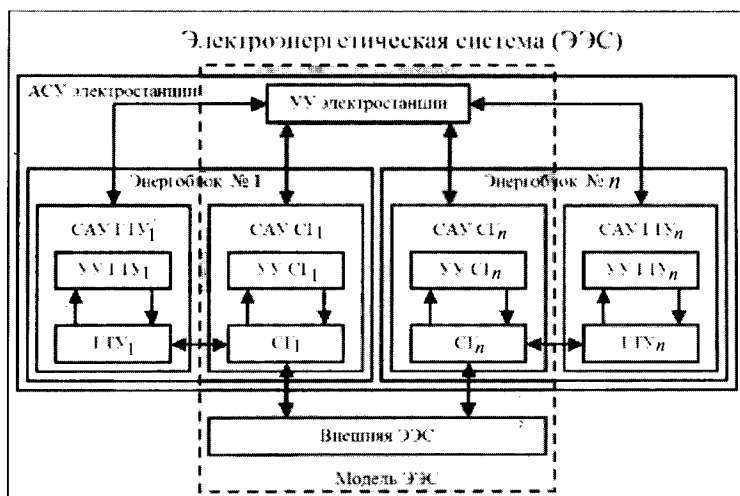 Электроэнергетическая система (ЭЭС)
АСУ электростанции
УУ электростанции
Энергоблок № 1
Энергоблок № n
САУ ГТУ1
САУ СГ1
САУ СГn
САУ ГТУn
УУ ГТУ1
УУ СГ1
УУ СГn
УУ ГТУn
ГТУ1
СГ1
СГn
ГТУn
Внешняя ЭЭС
Модель ЭЭС